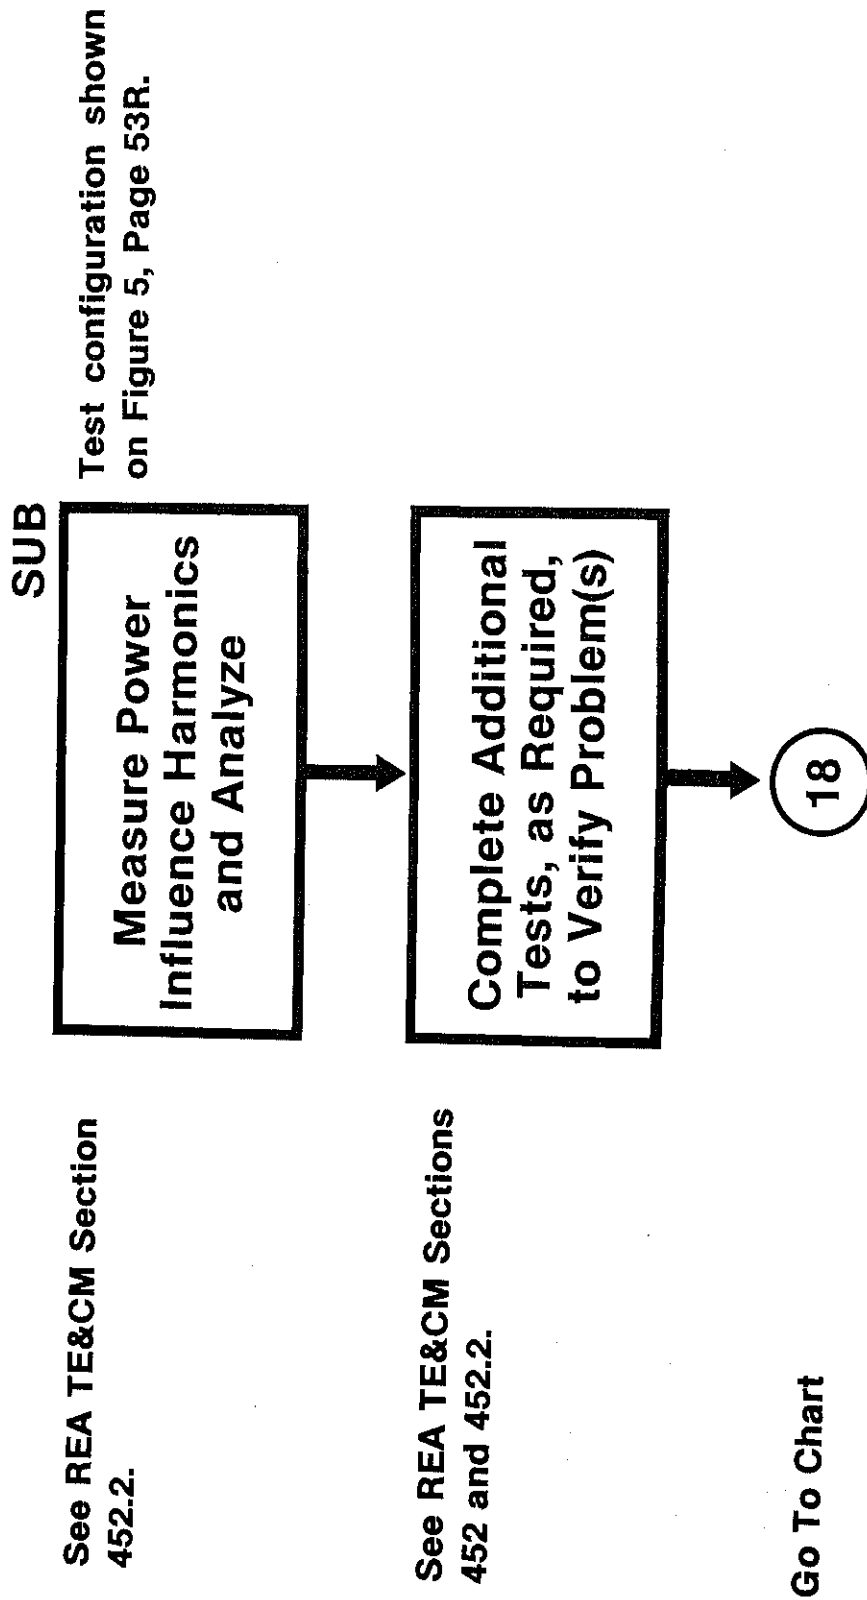 SUB
See REA TE&CM Section
452.2.
Measure Power
Influence Harmonics
and Analyze
Test configuration shown
on Figure 5, Page 53R.
See REA TE&CM Sections
452 and 452.2.
Complete Additional
Tests, as Required,
to Verify Problem(s)
Go To Chart
18